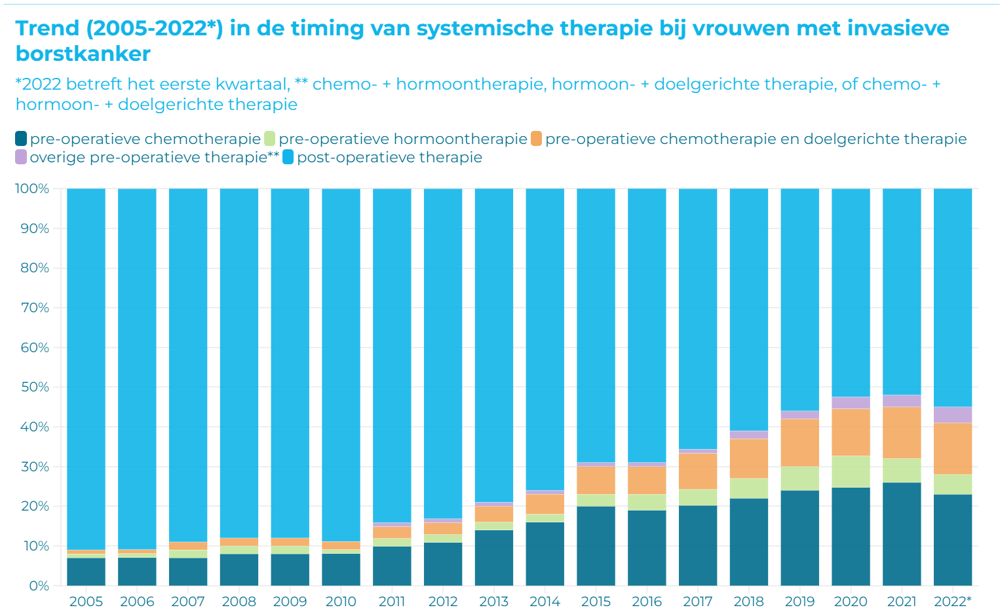 Trend (2005-2022*) in de timing van systemische therapie bij vrouwen met invasieve
borstkanker
*2022 betreft het eerste kwartaal, ** chemo- + hormoontherapie, hormoon- + doelgerichte therapie, of chemo- +
hormoon- + doelgerichte therapie
pre-operatieve chemotherapie pre-operatieve hormoontherapie pre-operatieve chemotherapie en doelgerichte therapie
overige pre-operatieve therapie** post-operatieve therapie
100%
90%
80%
70%
60%
50%
40%
30%
20%
10%
0%
2005 2006 2007 2008 2009 2010 2011 2012 2013 2014 2015 2016 2017 2018 2019 2020 2021 2022*